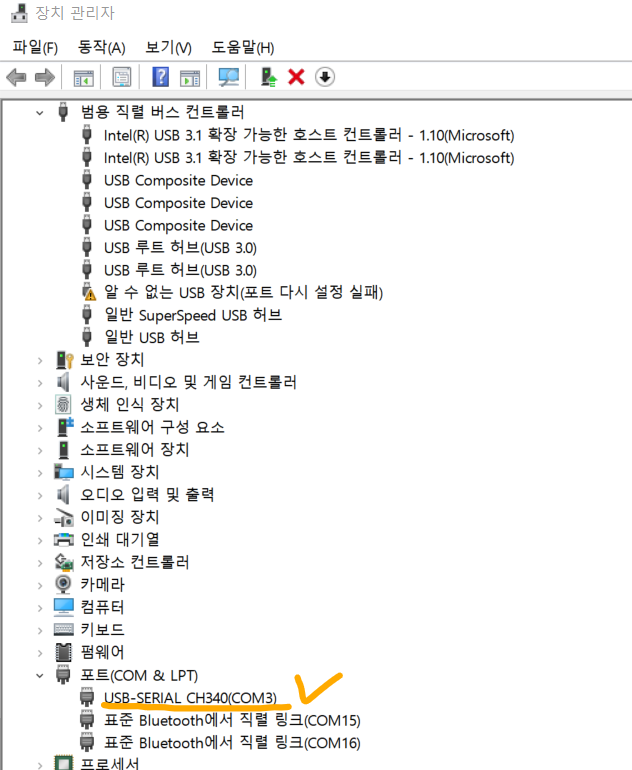 장치 관리자
파일(F) 동작(A) 보기(V) 도움말(H)
범용 직렬 버스 컨트롤러
Intel(R) USB 3.1 확장 가능한 호스트 컨트롤러 - 1.10(Microsoft)
Intel(R) USB 3.1 확장 가능한 호스트 컨트롤러 - 1.10(Microsoft)
USB Composite Device
USB Composite Device
USB Composite Device
USB 루트 허브(USB 3.0)
USB 루트 허브(USB 3.0)
알 수 없는 USB 장치(포트 다시 설정 실패)
일반 SuperSpeed USB 허브
일반 USB 허브
보안 장치
사운드, 비디오 및 게임 컨트롤러
생체 인식 장치
소프트웨어 구성 요소
소프트웨어 장치
시스템 장치
오디오 입력 및 출력
이미징 장치
인쇄 대기열
저장소 컨트롤러
카메라
컴퓨터
키보드
펌웨어
포트(COM & LPT)
USB-SERIAL CH340(COM3)
표준 Bluetooth에서 직렬 링크(COM15)
표준 Bluetooth에서 직렬 링크(COM16)
프로세서